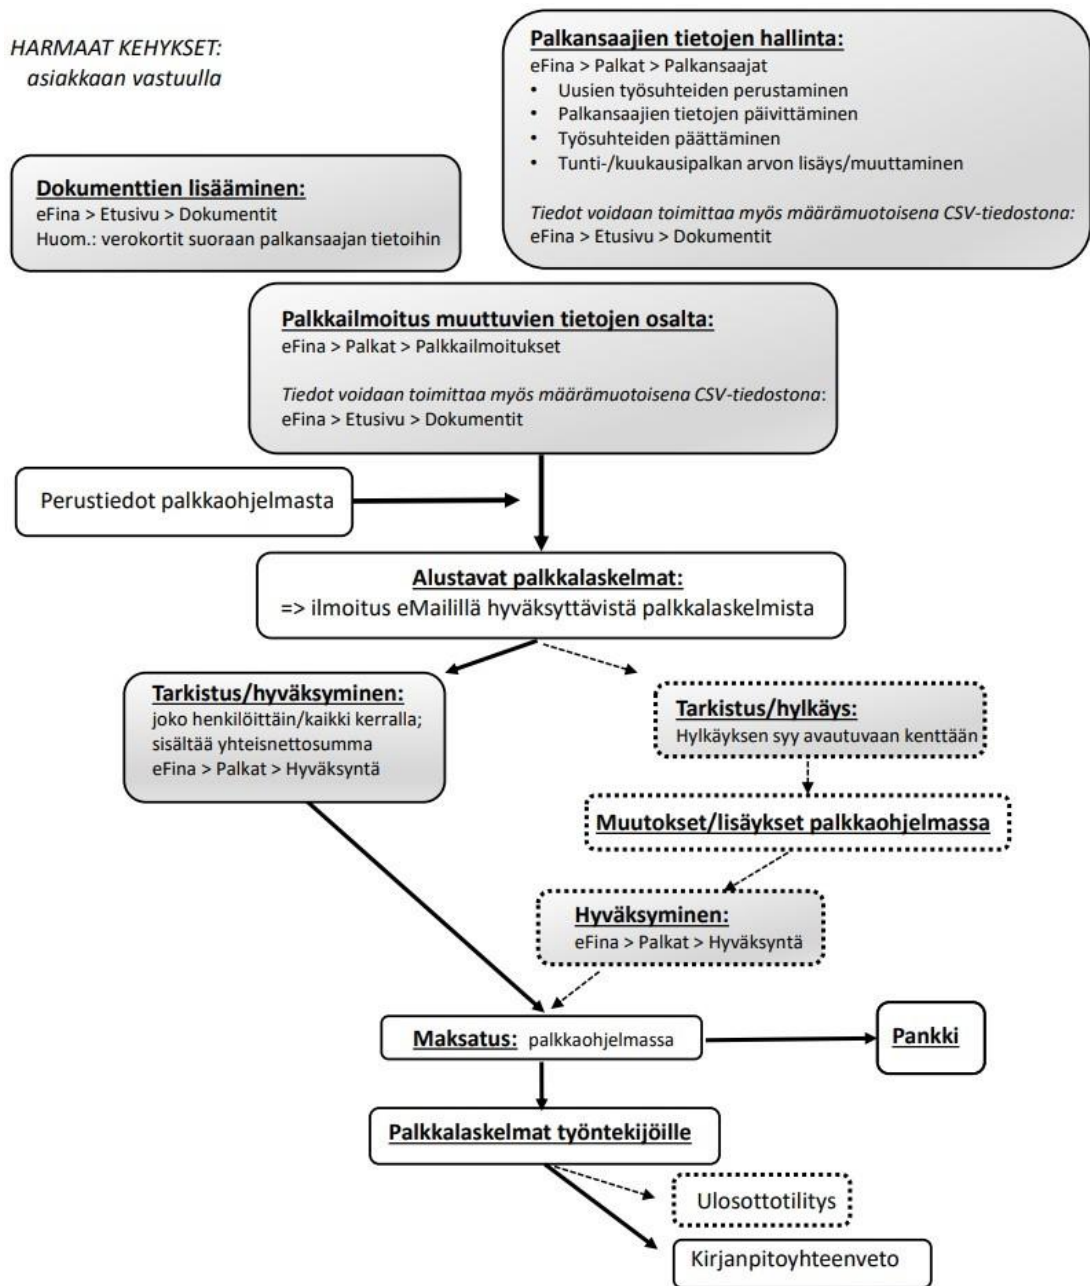 HARMAAT KEHYKSET:
asiakkaan vastuulla
Palkansaajien tietojen hallinta:
eFina > Palkat > Palkansaajat
• Uusien työsuhteiden perustaminen
• Palkansaajien tietojen päivittäminen
• Työsuhteiden päättäminen
• Tunti-/kuukausipalkan arvon lisäys/muuttaminen
Tiedot voidaan toimittaa myös määrämuotoisena CSV-tiedostona:
eFina > Etusivu > Dokumentit
Dokumenttien lisääminen:
eFina > Etusivu > Dokumentit
Huom.: verokortit suoraan palkansaajan tietoihin
Palkkailmoitus muuttuvien tietojen osalta:
eFina > Palkat > Palkkailmoitukset
Tiedot voidaan toimittaa myös määrämuotoisena CSV-tiedostona:
eFina > Etusivu > Dokumentit
Perustiedot palkkaohjelmasta
Alustavat palkkalaskelmat:
=> ilmoitus eMailillä hyväksyttävistä palkkalaskelmista
Tarkistus/hyväksyminen:
joko henkilöittäin/kaikki kerralla;
sisältää yhteisnettosumma
eFina > Palkat > Hyväksyntä
Tarkistus/hylkäys:
Hylkäyksen syy avautuvaan kenttään
Muutokset/lisäykset palkkaohjelmassa
Hyväksyminen:
eFina > Palkat > Hyväksyntä
Maksatus: palkkaohjelmassa
Pankki
Palkkalaskelmat työntekijöille
Ulosottotilitys
Kirjanpitoyhteenveto